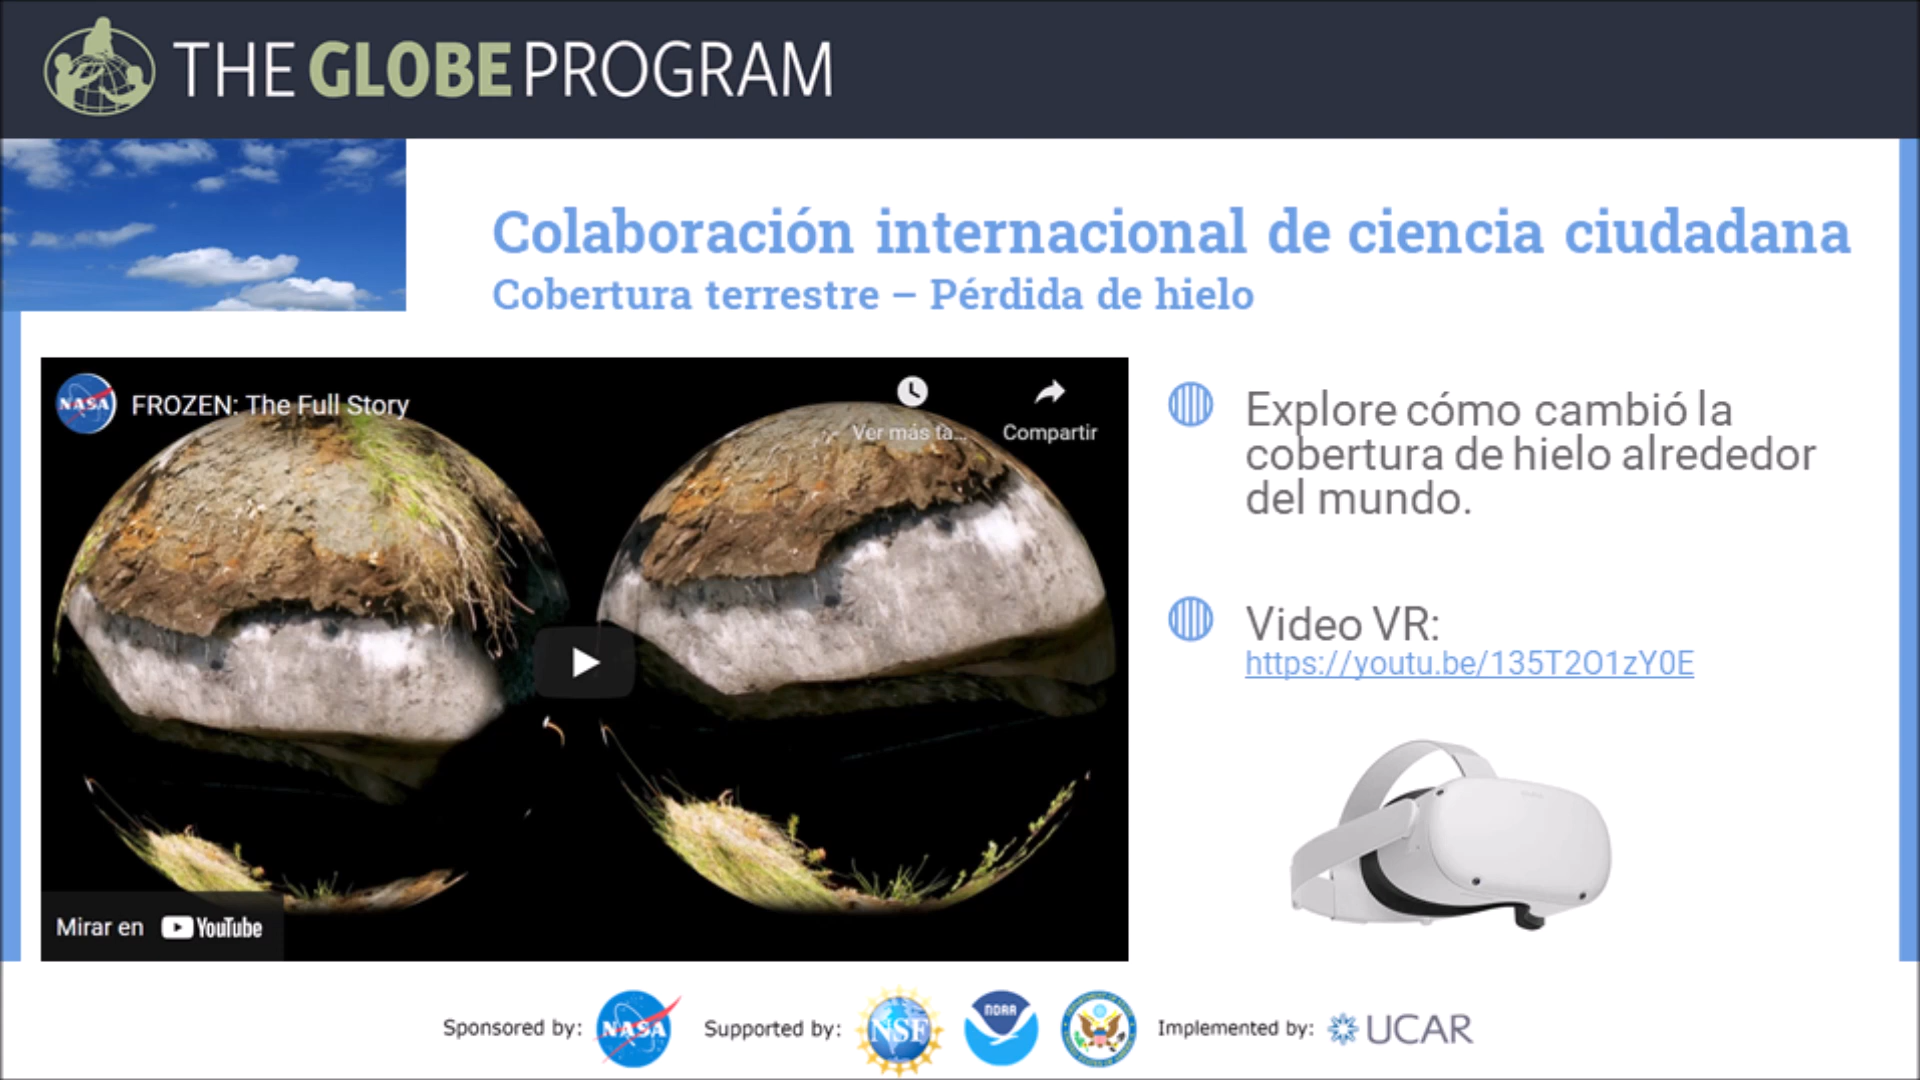 THE GLOBE PROGRAM
Colaboración internacional de ciencia ciudadana
Cobertura terrestre – Pérdida de hielo
NASA
FROZEN: The Full Story
Ver más ta...
Compartir
Mirar en YouTube
Explore cómo cambió la
cobertura de hielo alrededor
del mundo.
Video VR:
https://youtu.be/135T2O1zY0E
Sponsored by: NASA Supported by: NSF NOAA Implemented by: UCAR